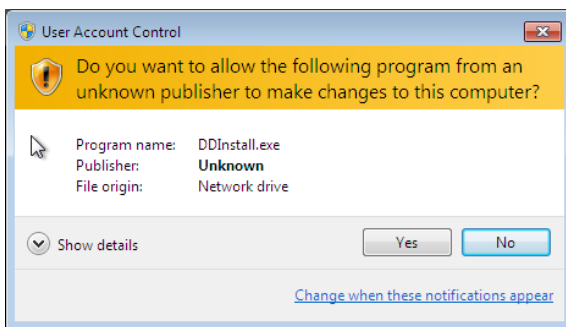 User Account Control
Do you want to allow the following program from an
unknown publisher to make changes to this computer?
Program name: DDInstall.exe
Publisher: Unknown
File origin: Network drive
Show details
Yes No
Change when these notifications appear